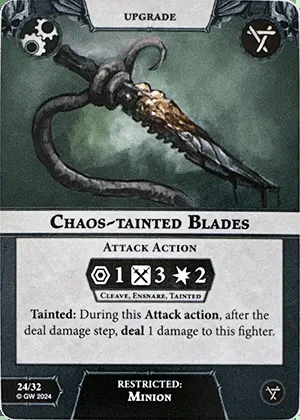 UPGRADE
CHAOS-TAINTED BLADES
ATTACK ACTION
1 3 2
CLEAVE, ENSNARE, TAINTED
Tainted: During this Attack action, after the
deal damage step, deal 1 damage to this fighter.
24/32
© GW 2024
RESTRICTED:
MINION